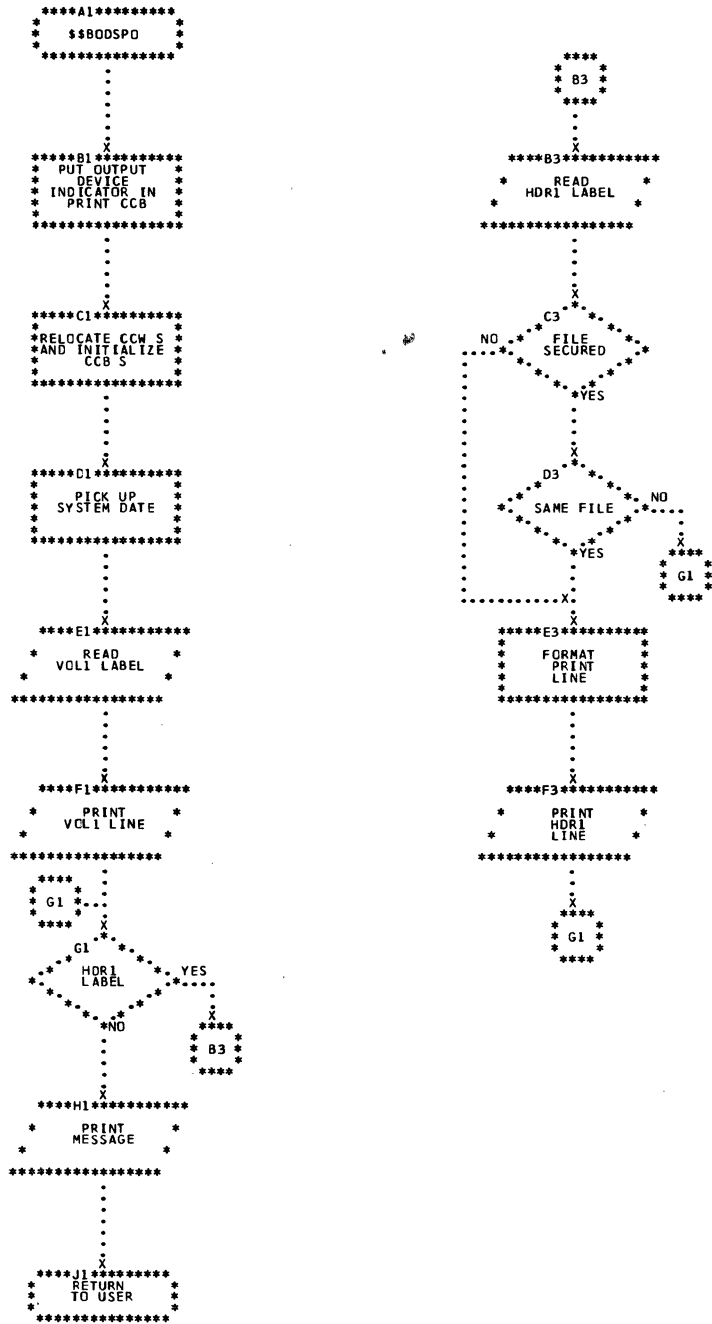 A1
$$BODSPO
B1
PUT OUTPUT
DEVICE
INDICATOR IN
PRINT CCB
C1
RELOCATE CCW S
AND INITIALIZE
CCB S
D1
PICK UP
SYSTEM DATE
E1
READ
VOL1 LABEL
F1
PRINT
VOL1 LINE
G1
G1
HDR1
LABEL
YES
NO
B3
H1
PRINT
MESSAGE
J1
RETURN
TO USER
B3
B3
READ
HDR1 LABEL
C3
FILE
SECURED
NO
YES
D3
SAME FILE
NO
YES
G1
E3
FORMAT
PRINT
LINE
F3
PRINT
HDR1
LINE
G1